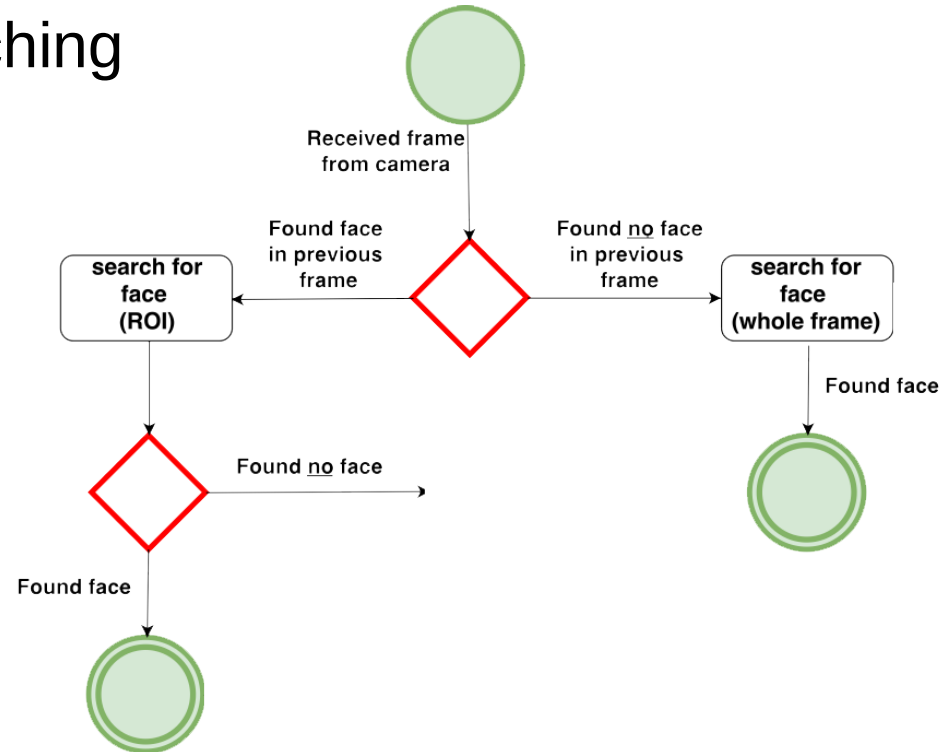 ching
Received frame
from camera
Found face
in previous
frame
Found no face
in previous
frame
search for
face
(ROI)
search for
face
(whole frame)
Found face
Found no face
Found face